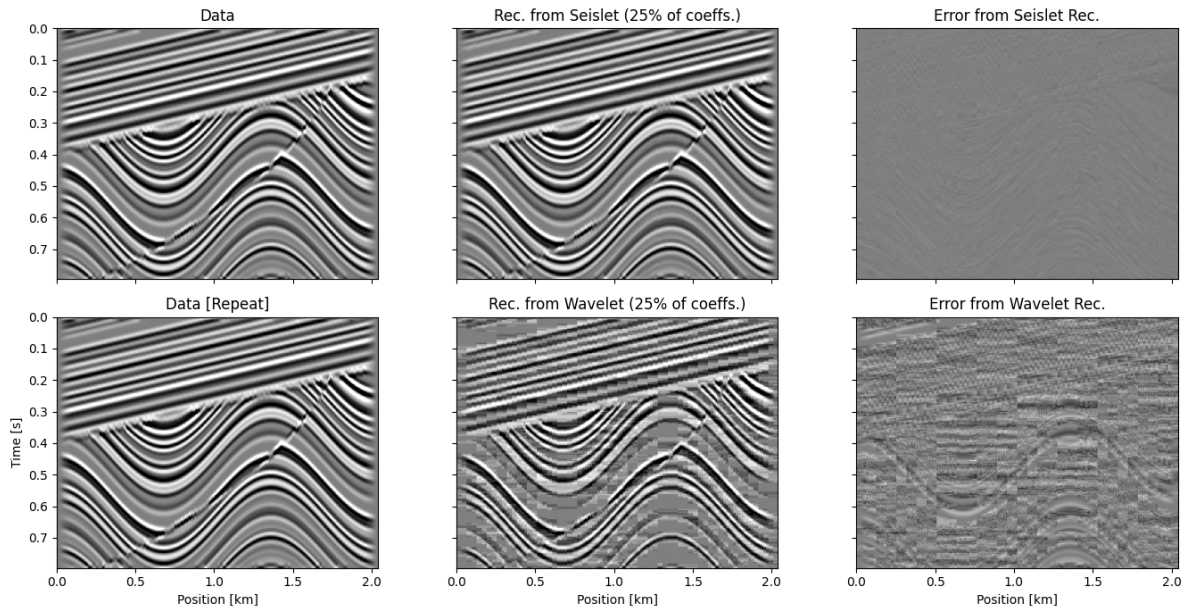 Data
Rec. from Seislet (25% of coeffs.)
Error from Seislet Rec.
0.0
0.1
0.2
0.3
0.4
0.5
0.6
0.7
Data [Repeat]
Rec. from Wavelet (25% of coeffs.)
Error from Wavelet Rec.
0.0
0.1
0.2
0.3
0.4
0.5
0.6
0.7
Time [s]
0.0 0.5 1.0 1.5 2.0
0.0 0.5 1.0 1.5 2.0
0.0 0.5 1.0 1.5 2.0
Position [km]
Position [km]
Position [km]